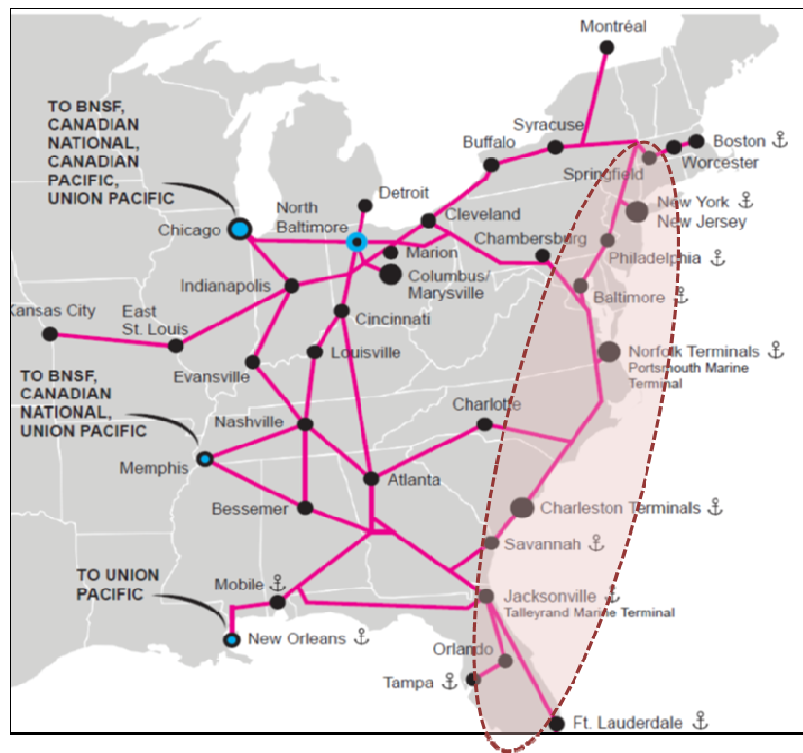 Montréal
TO BNSF,
CANADIAN
NATIONAL,
CANADIAN
PACIFIC,
UNION PACIFIC
Syracuse
Buffalo
Boston
Worcester
Springfield
Detroit
New York
New Jersey
North
Baltimore
Cleveland
Chicago
Chambersburg
Marion
Philadelphia
Columbus/
Marysville
Indianapolis
Baltimore
Kansas City
East
St. Louis
Cincinnati
Louisville
Norfolk Terminals
Portsmouth Marine
Terminal
Evansville
TO BNSF,
CANADIAN
NATIONAL,
UNION PACIFIC
Charlotte
Nashville
Memphis
Atlanta
Bessemer
Charleston Terminals
Savannah
TO UNION
PACIFIC
Mobile
Jacksonville
Talleyrand Marine Terminal
New Orleans
Orlando
Tampa
Ft. Lauderdale